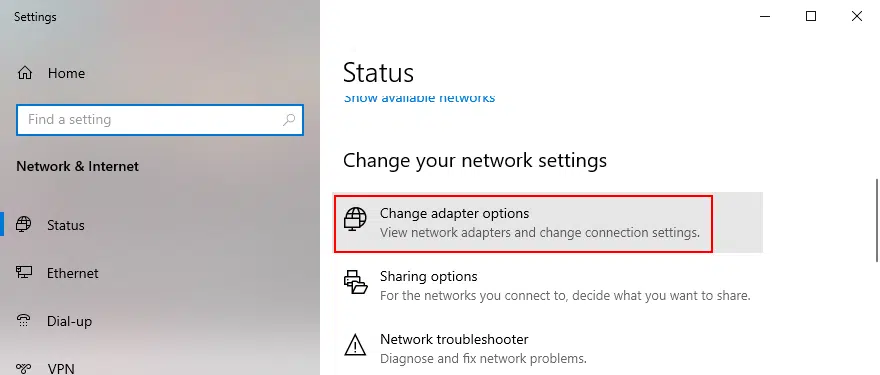 Settings
Home
Find a setting
Network & Internet
Status
Ethernet
Dial-up
VPN
Status
Show available networks
Change your network settings
Change adapter options
View network adapters and change connection settings.
Sharing options
For the networks you connect to, decide what you want to share.
Network troubleshooter
Diagnose and fix network problems.